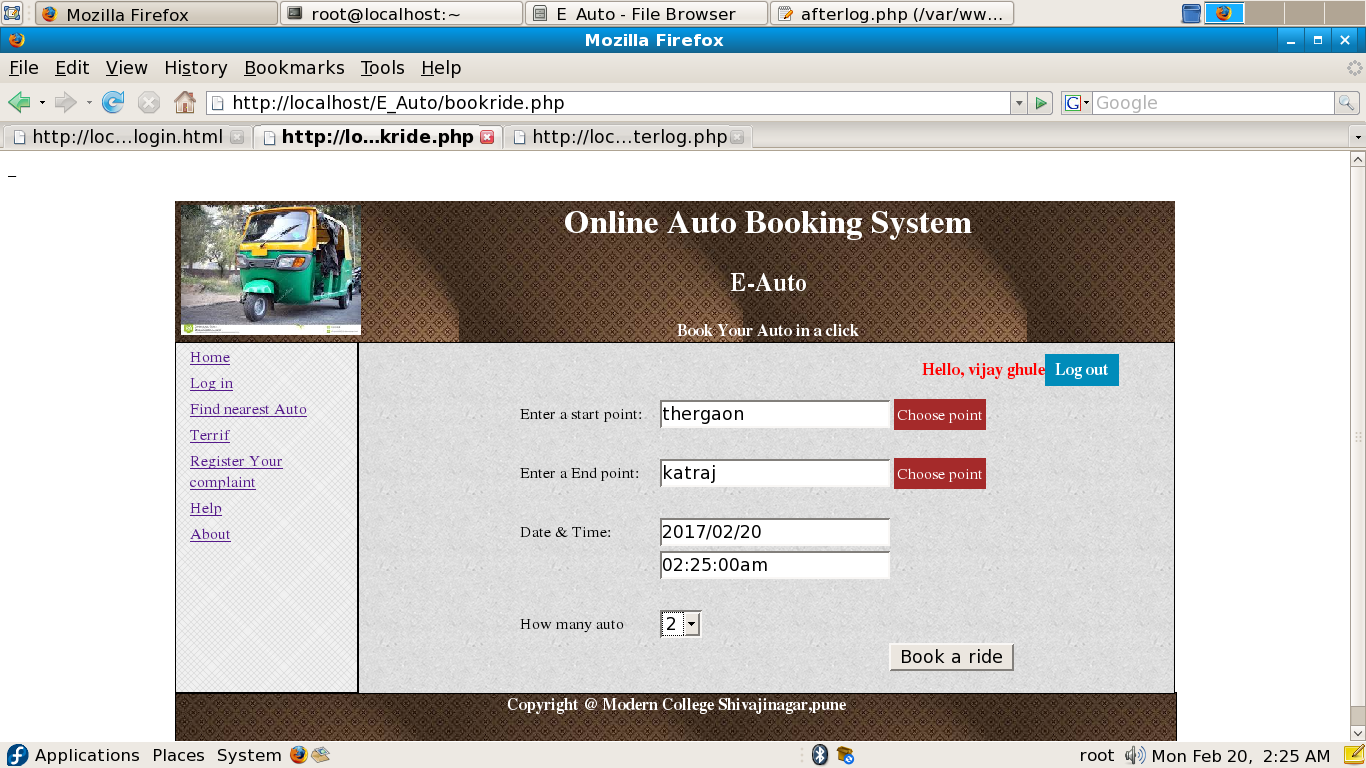 Mozilla Firefox
root@localhost:~
E_Auto - File Browser
afterlog.php (/var/ww...
Mozilla Firefox
File Edit View History Bookmarks Tools Help
http://localhost/E_Auto/bookride.php
G Google
http://loc...login.html
http://lo...kride.php
http://loc...terlog.php
_
Online Auto Booking System
E-Auto
Book Your Auto in a click
Home
Log in
Find nearest Auto
Terrif
Register Your
complaint
Help
About
Hello, vijay ghule Log out
Enter a start point: thergaon Choose point
Enter a End point: katraj Choose point
Date & Time: 2017/02/20
02:25:00am
How many auto 2
Book a ride
Copyright @ Modern College Shivajinagar,pune
Applications Places System
root Mon Feb 20, 2:25 AM